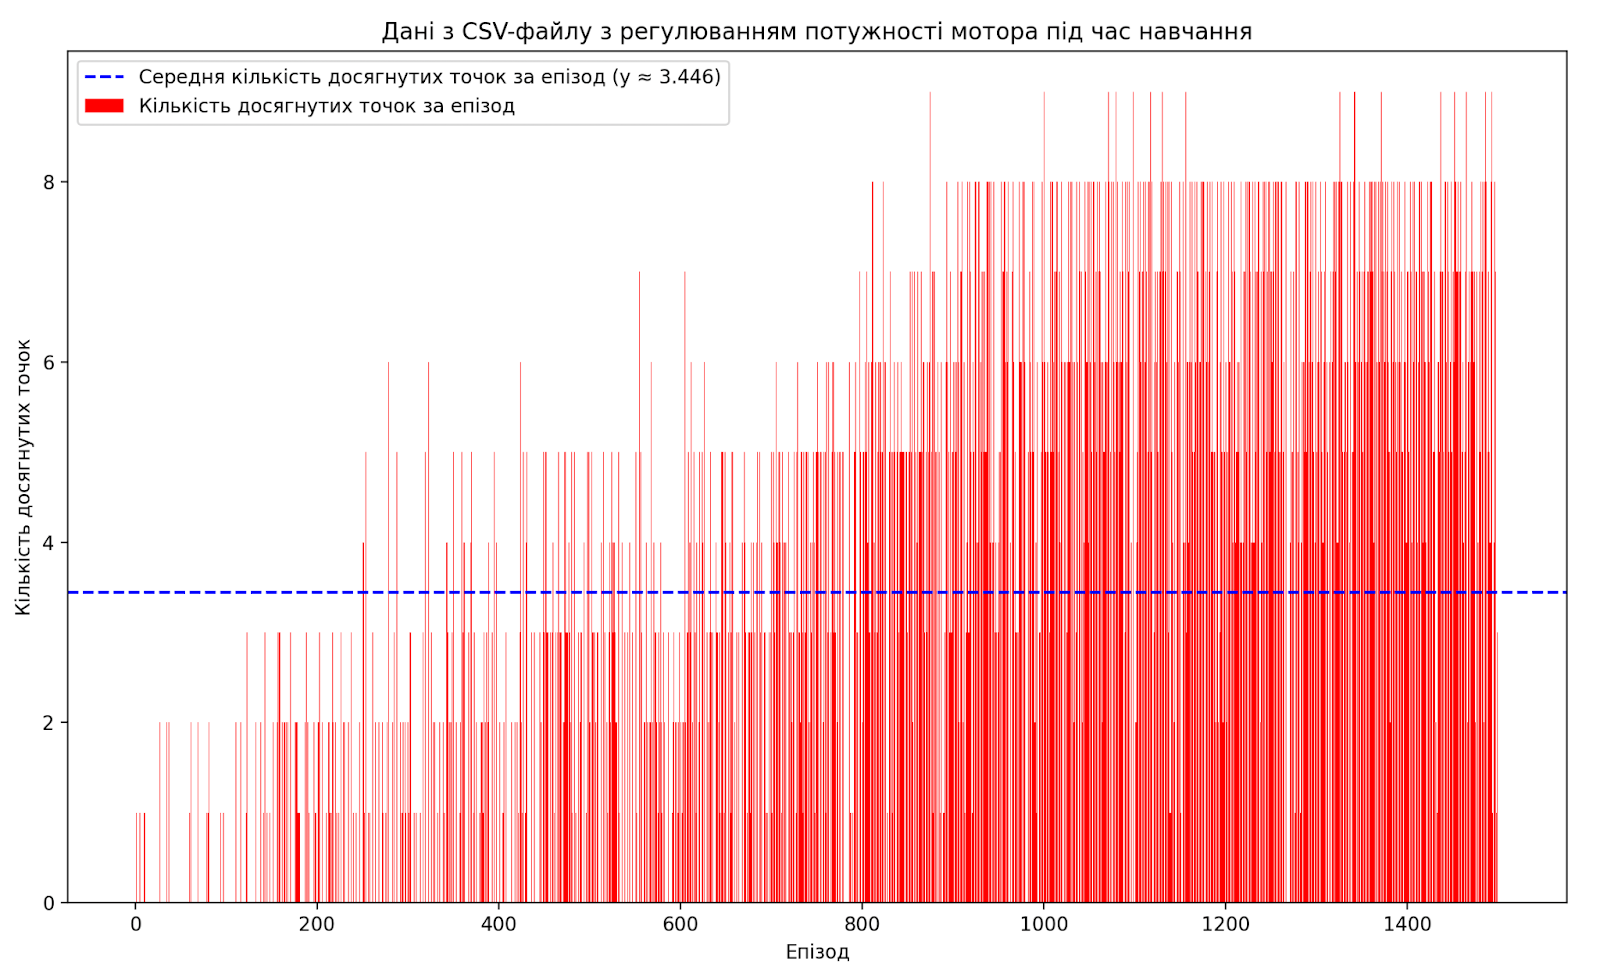 Дані з CSV-файлу з регулюванням потужності мотора під час навчання
Середня кількість досягнутих точок за епізод (y ≈ 3.446)
Кількість досягнутих точок за епізод
Кількість досягнутих точок
8
6
4
2
0
0 200 400 600 800 1000 1200 1400
Епізод